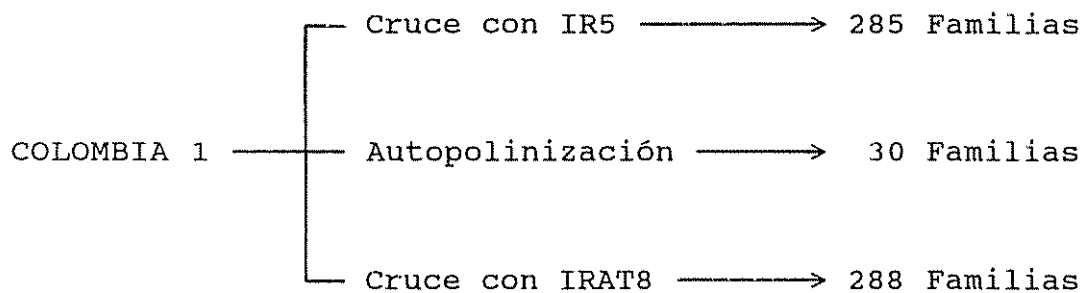 Cruce con IR5 285 Familias
COLOMBIA 1 Autopolinización 30 Familias
Cruce con IRAT8 288 Familias